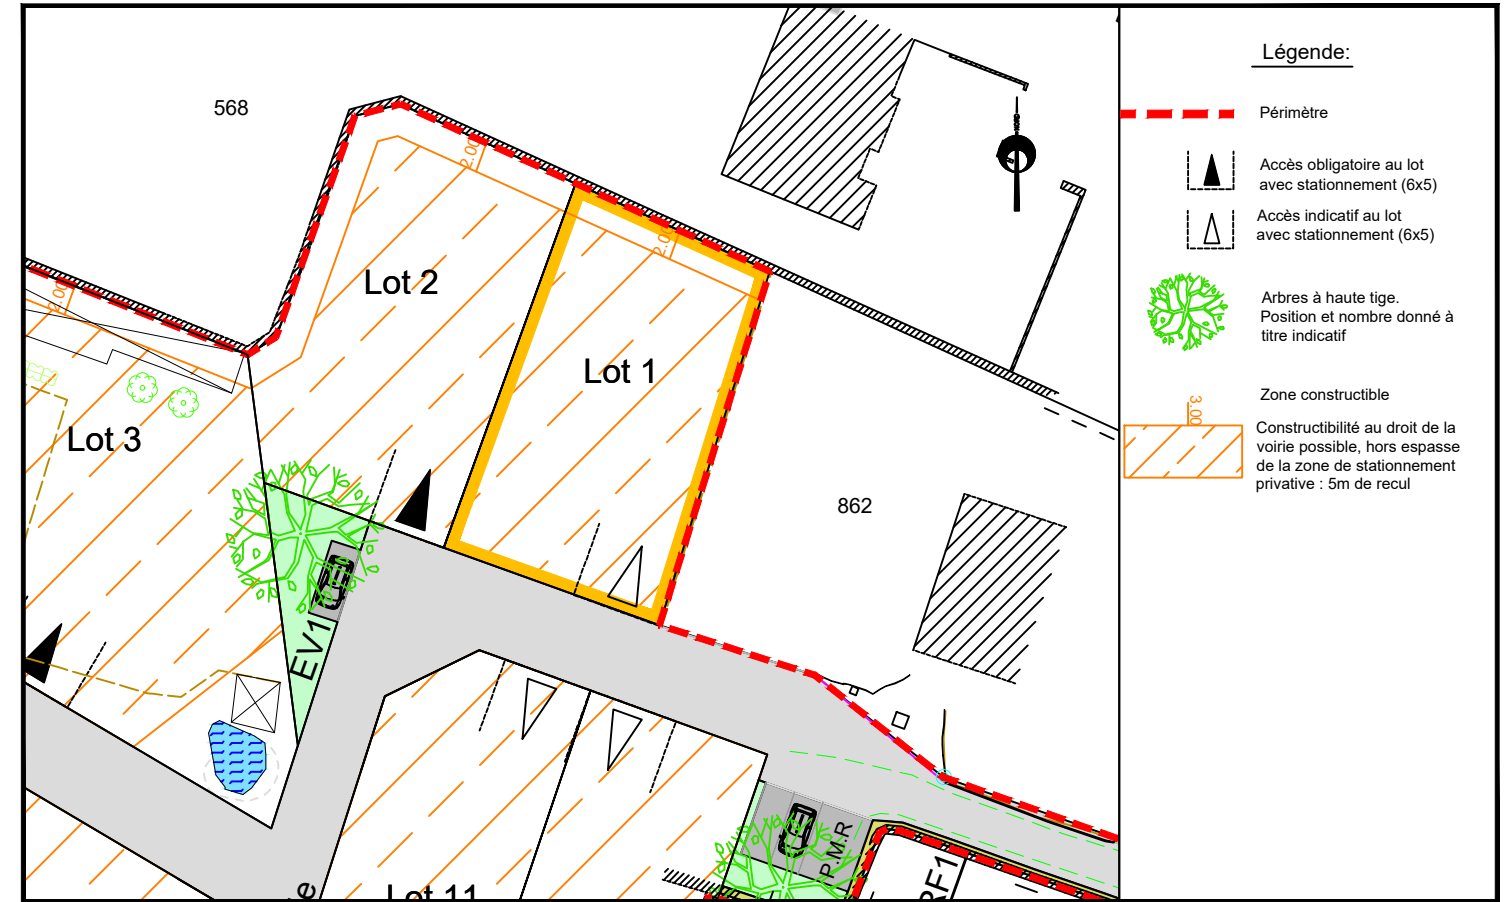 568
2.00
Lot 2
2.00
Lot 1
2.00
Lot 3
862
EV1
P.M.R
RF1
Lot 11
Légende:
Périmètre
Accès obligatoire au lot
avec stationnement (6x5)
Accès indicatif au lot
avec stationnement (6x5)
Arbres à haute tige.
Position et nombre donné à
titre indicatif
Zone constructible
3.00
Constructibilité au droit de la
voirie possible, hors espasse
de la zone de stationnement
privative : 5m de recul